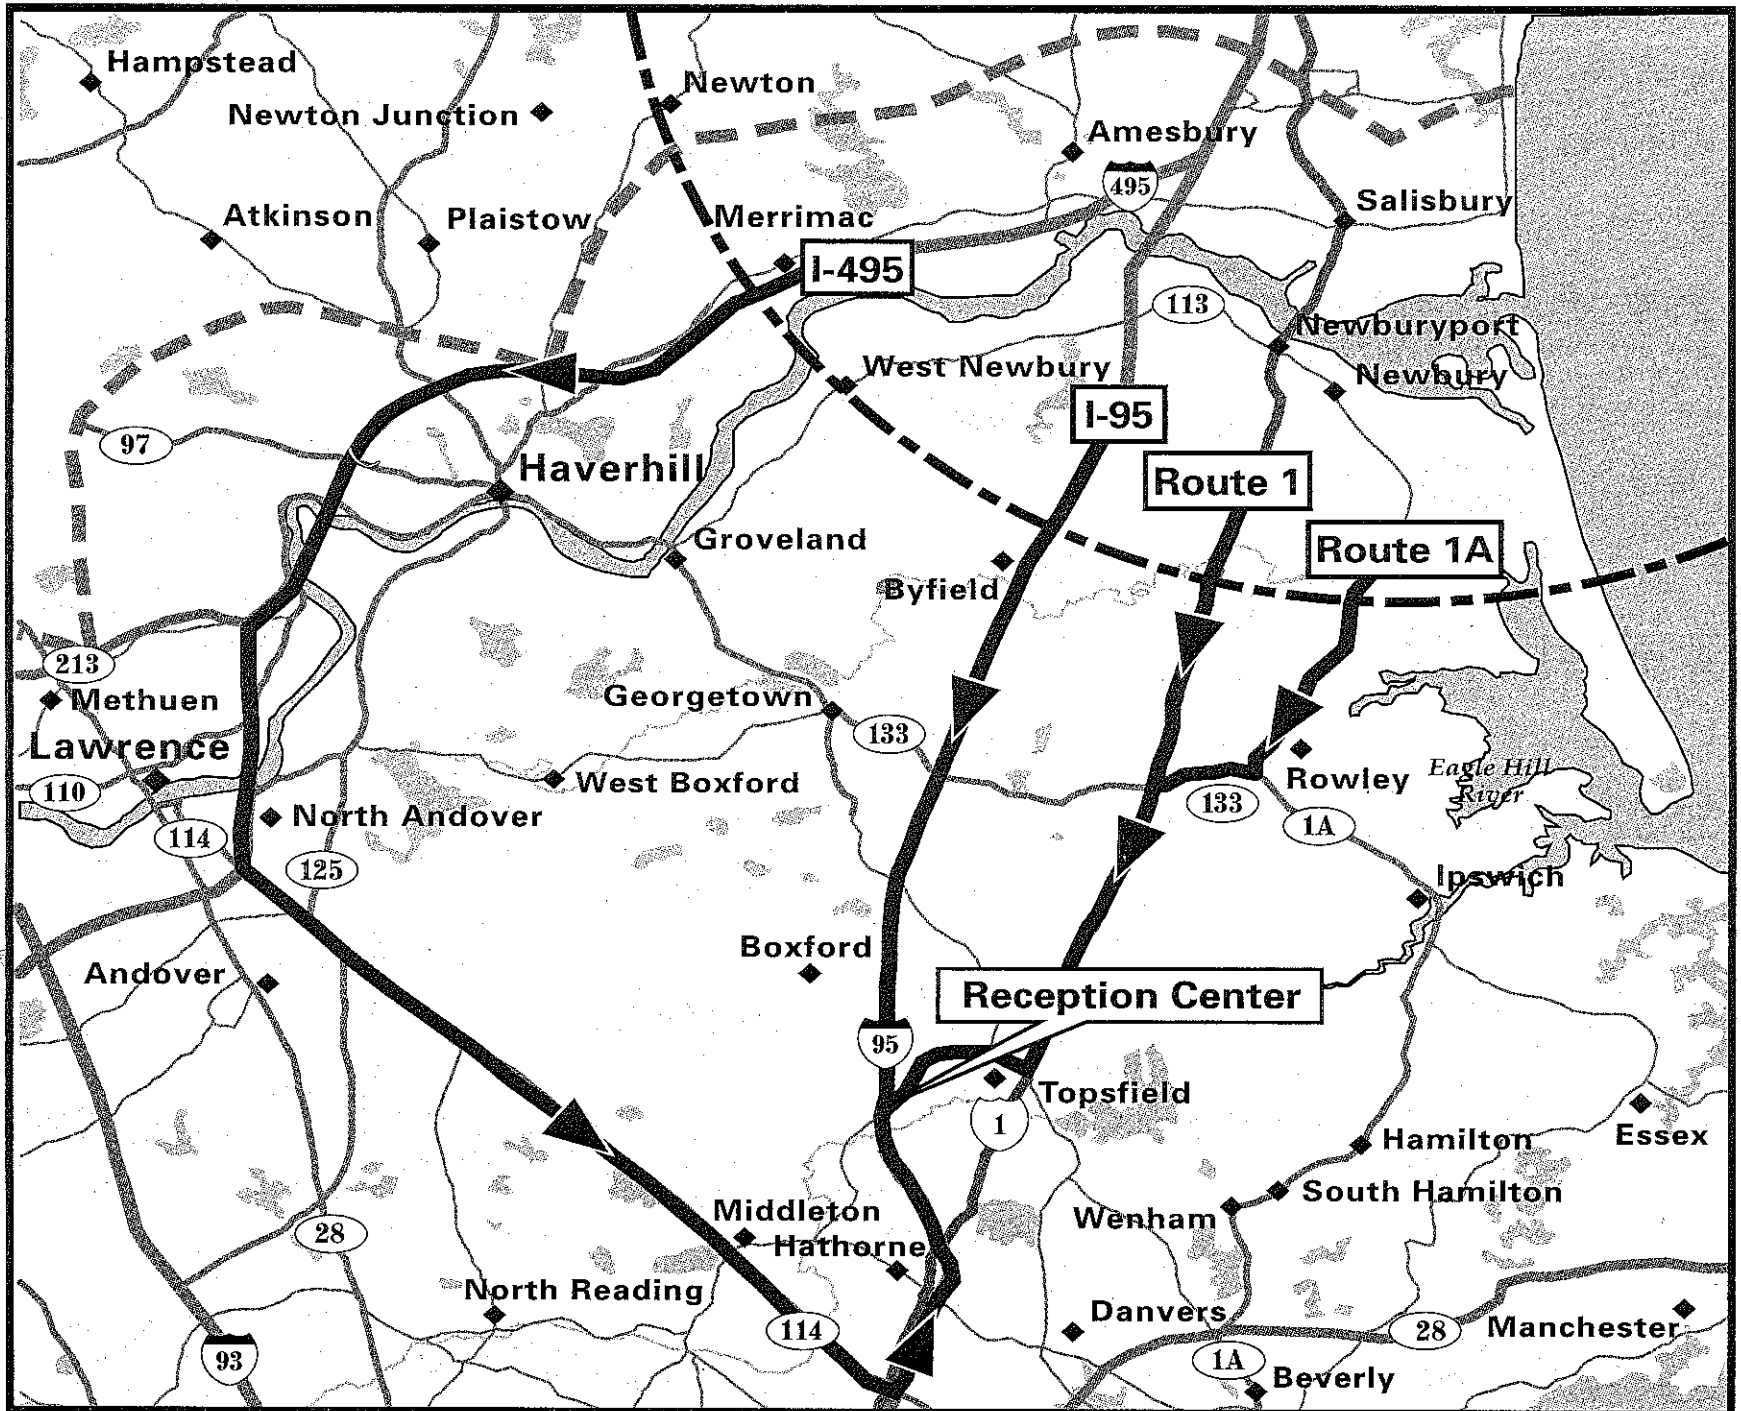 Hampstead
Newton
Newton Junction
Amesbury
495
Atkinson
Plaistow
Merrimac
Salisbury
I-495
113
Newburyport
West Newbury
Newbury
I-95
97
Haverhill
Route 1
Groveland
Route 1A
Byfield
213
Methuen
Georgetown
133
Lawrence
Rowley
Eagle Hill
River
110
West Boxford
133
North Andover
1A
114
125
Ipswich
Boxford
Andover
Reception Center
95
Topsfield
1
Essex
Hamilton
South Hamilton
Middleton
Wenham
28
Hathorne
North Reading
Danvers
114
28
Manchester
93
1A
Beverly